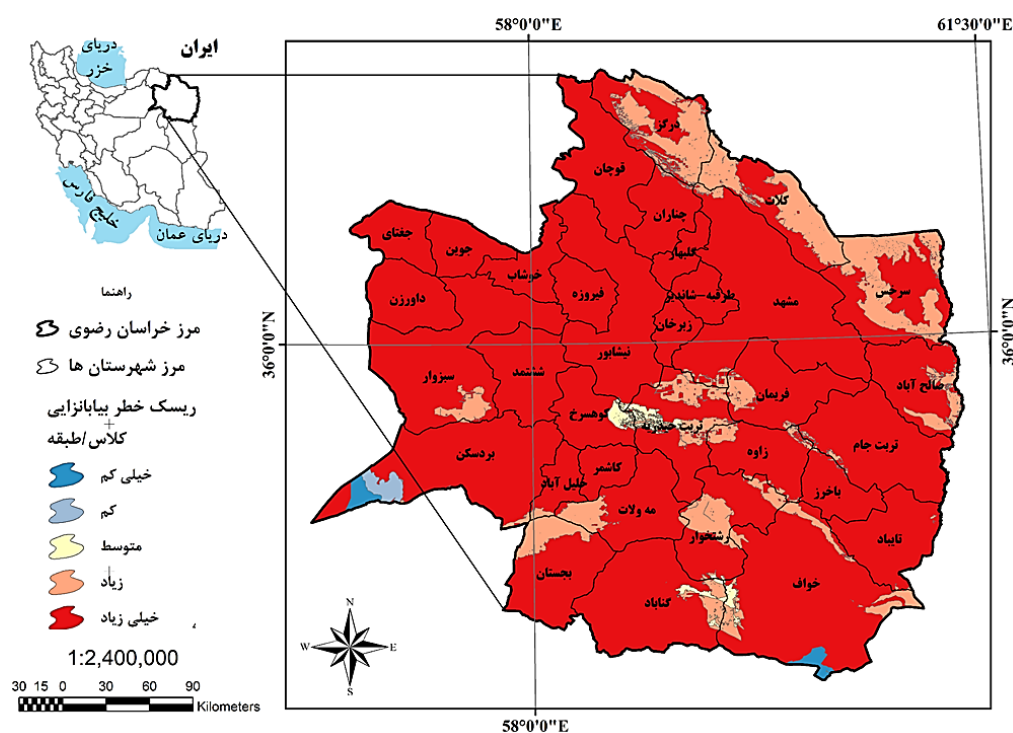 58°0'0"E
61°30'0"E
ایران
دریای
خزر
خلیج فارس
دریای عمان
36°0'0"N
36°0'0"N
درگز
قوچان
کلات
چناران
گلبهار
جغتای
جوین
خوشاب
سرخس
داورزن
فیروزه
طرقبه شاندیز
مشهد
زبرخان
نیشابور
سبزوار
ششتمد
فریمان
صالح آباد
کوهسرخ
تربت حیدریه
تربت جام
بردسکن
زاوه
کاشمر
خلیل آباد
باخرز
مه ولات
رشتخوار
تایباد
بجستان
خواف
گناباد
راهنما
مرز خراسان رضوی
مرز شهرستان ها
ریسک خطر بیابانزایی
کلاس/طبقه
خیلی کم
کم
متوسط
زیاد
خیلی زیاد
1:2,400,000
30 15 0 30 60 90
Kilometers
N
W E
S
58°0'0"E